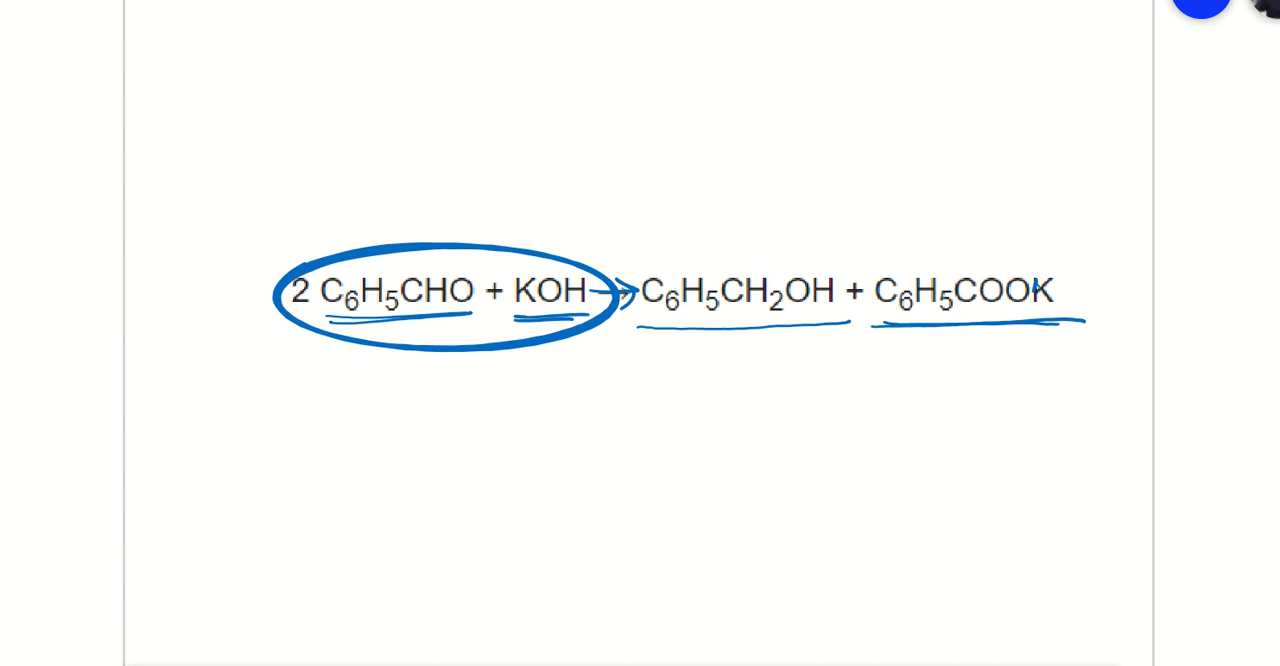 2 C₆H₅CHO + KOH → C₆H₅CH₂OH + C₆H₅COOK